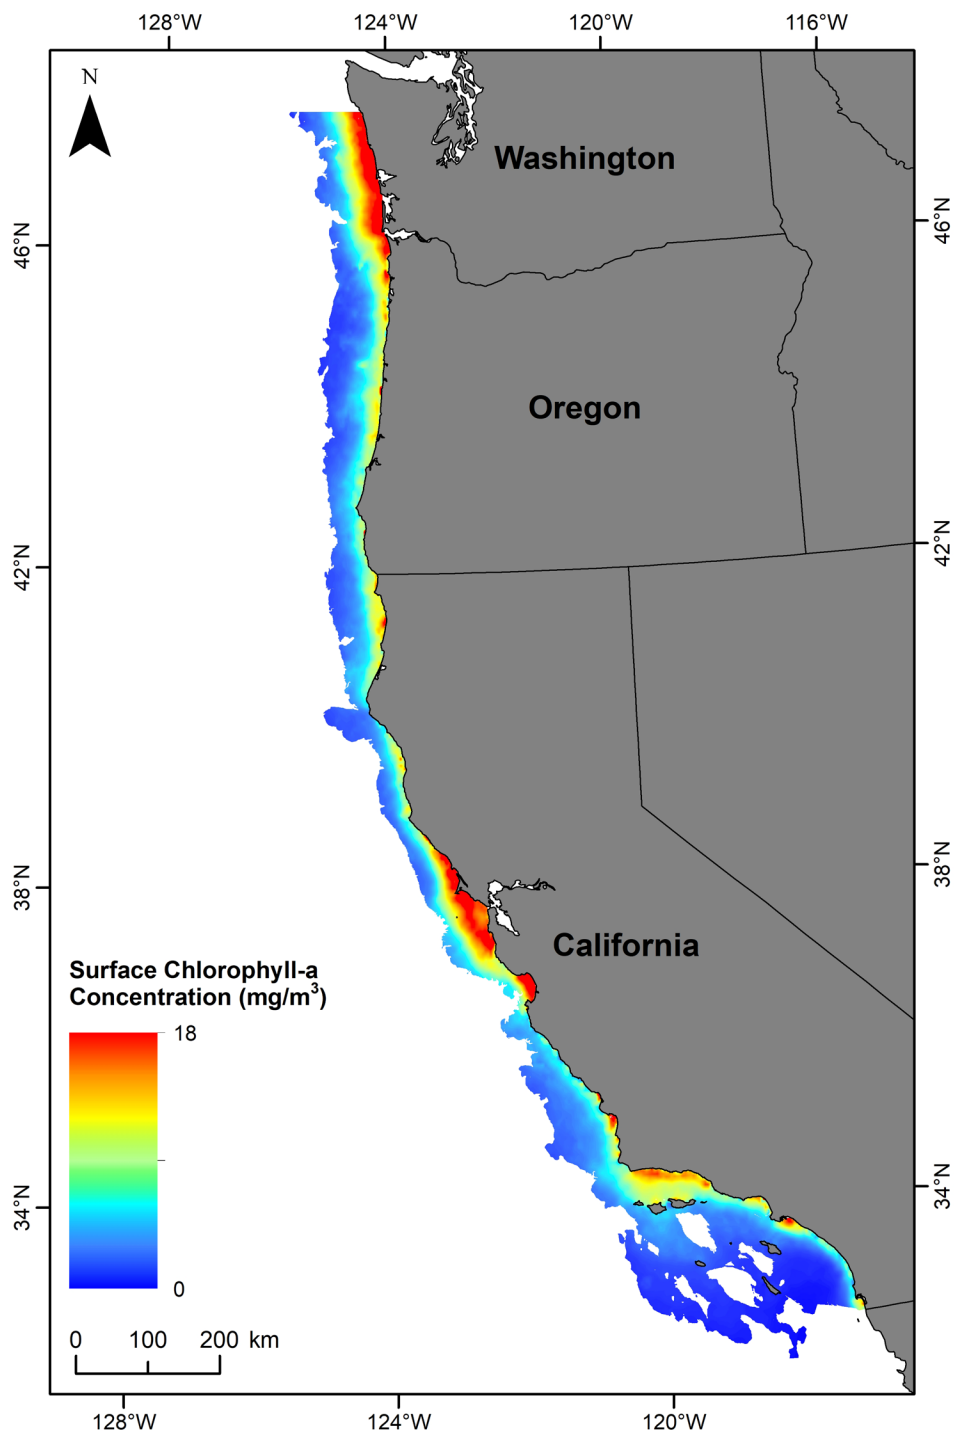 128°W 124°W 120°W 116°W
N
Washington
46°N 46°N
Oregon
42°N 42°N
38°N 38°N
California
Surface Chlorophyll-a
Concentration (mg/m³)
18
34°N 34°N
0
0 100 200 km
128°W 124°W 120°W